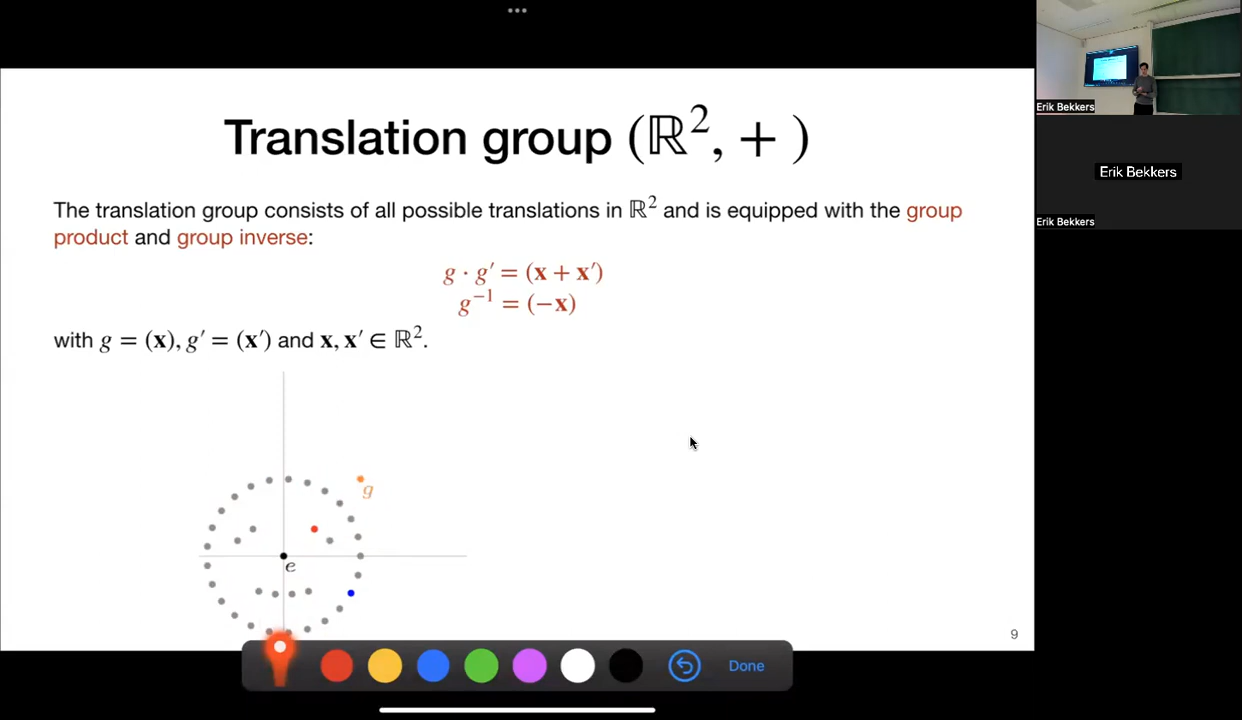 Translation group (ℝ², + )
The translation group consists of all possible translations in ℝ² and is equipped with the group
product and group inverse:
g · g′ = (x + x′)
g⁻¹ = (−x)
with g = (x), g′ = (x′) and x, x′ ∈ ℝ².
g
e
9
Done
Erik Bekkers
Erik Bekkers
Erik Bekkers